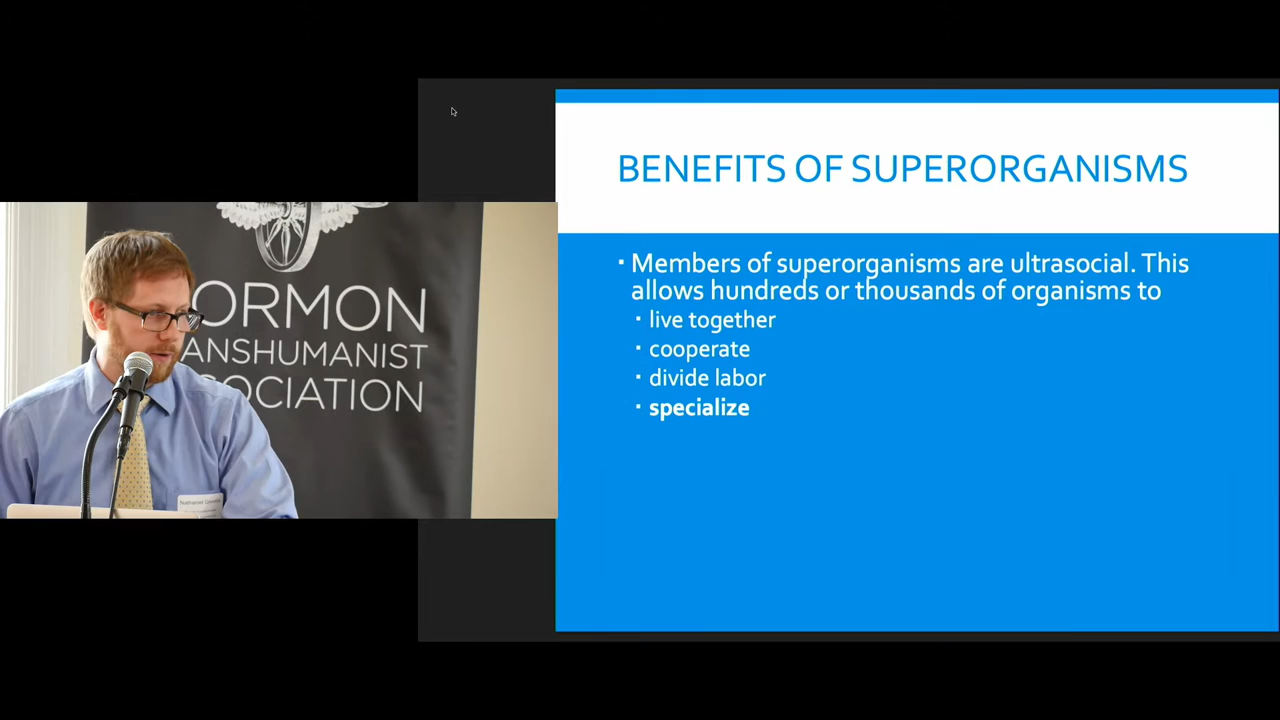 BENEFITS OF SUPERORGANISMS
▪ Members of superorganisms are ultrasocial. This
allows hundreds or thousands of organisms to
▪ live together
▪ cooperate
▪ divide labor
▪ specialize
ORMON
ANSHUMANIST
OCIATION
Nathaniel